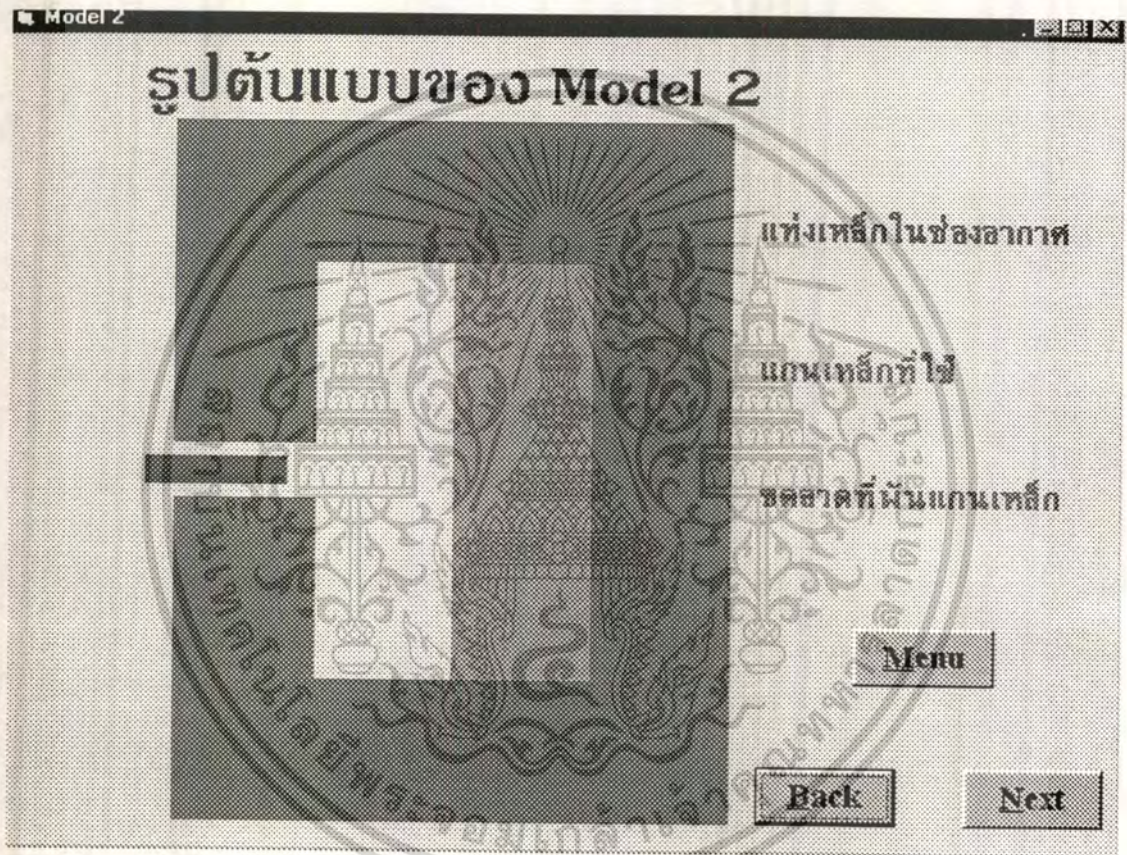 Model 2
รูปต้นแบบของ Model 2
แท่งเหล็กในช่องอากาศ
แกนเหล็กที่ใช้
ขดลวดที่พันแกนเหล็ก
Menu
Back
Next